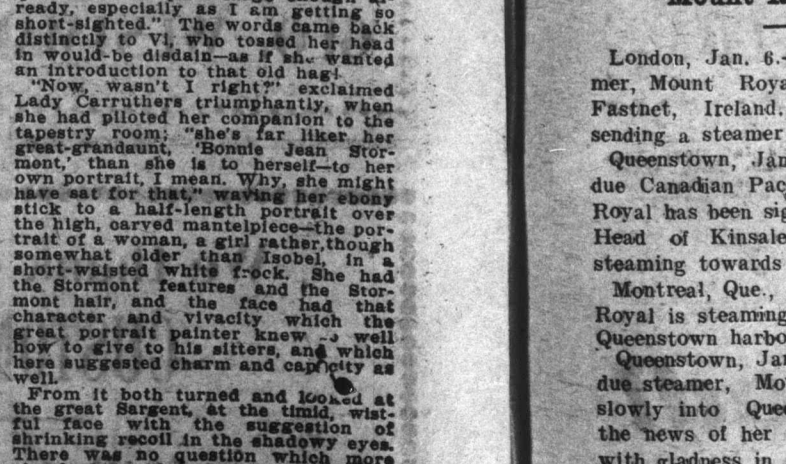 ready, especially as I am getting so
short-sighted." The words came back
distinctly to Vi, who tossed her head
in would-be disdain—as if she wanted
an introduction to that old hag!
"Now, wasn't I right?" exclaimed
Lady Carruthers triumphantly, when
she had piloted her companion to the
tapestry room; "she's far liker her
great-grandaunt, 'Bonnie Jean Stor-
mont,' than she is to herself—to her
own portrait, I mean. Why, she might
have sat for that," waving her ebony
stick to a half-length portrait over
the high, carved mantelpiece—the por-
trait of a woman, a girl rather,though
somewhat older than Isobel, in a
short-waisted white frock. She had
the Stormont features and the Stor-
mont hair, and the face had that
character and vivacity which the
great portrait painter knew well
how to give to his sitters, and which
here suggested charm and capacity as
well.
From it both turned and looked at
the great Sargent, at the timid, wist-
ful face with the suggestion of
shrinking recoil in the shadowy eyes.
There was no question which more
London, Jan. 6.
mer, Mount Roya
Fastnet, Ireland.
sending a steamer
Queenstown, Jan
due Canadian Pac
Royal has been sig
Head of Kinsale
steaming towards
Montreal, Que.,
Royal is steaming
Queenstown harbo
Queenstown, Jan
due steamer, Mo
slowly into Quee
the news of her
with gladness in